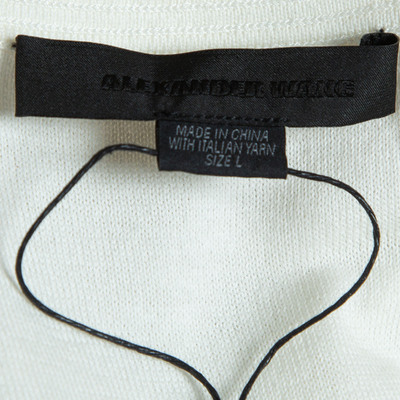 ALEXANDER WANG
MADE IN CHINA
WITH ITALIAN YARN
SIZE L